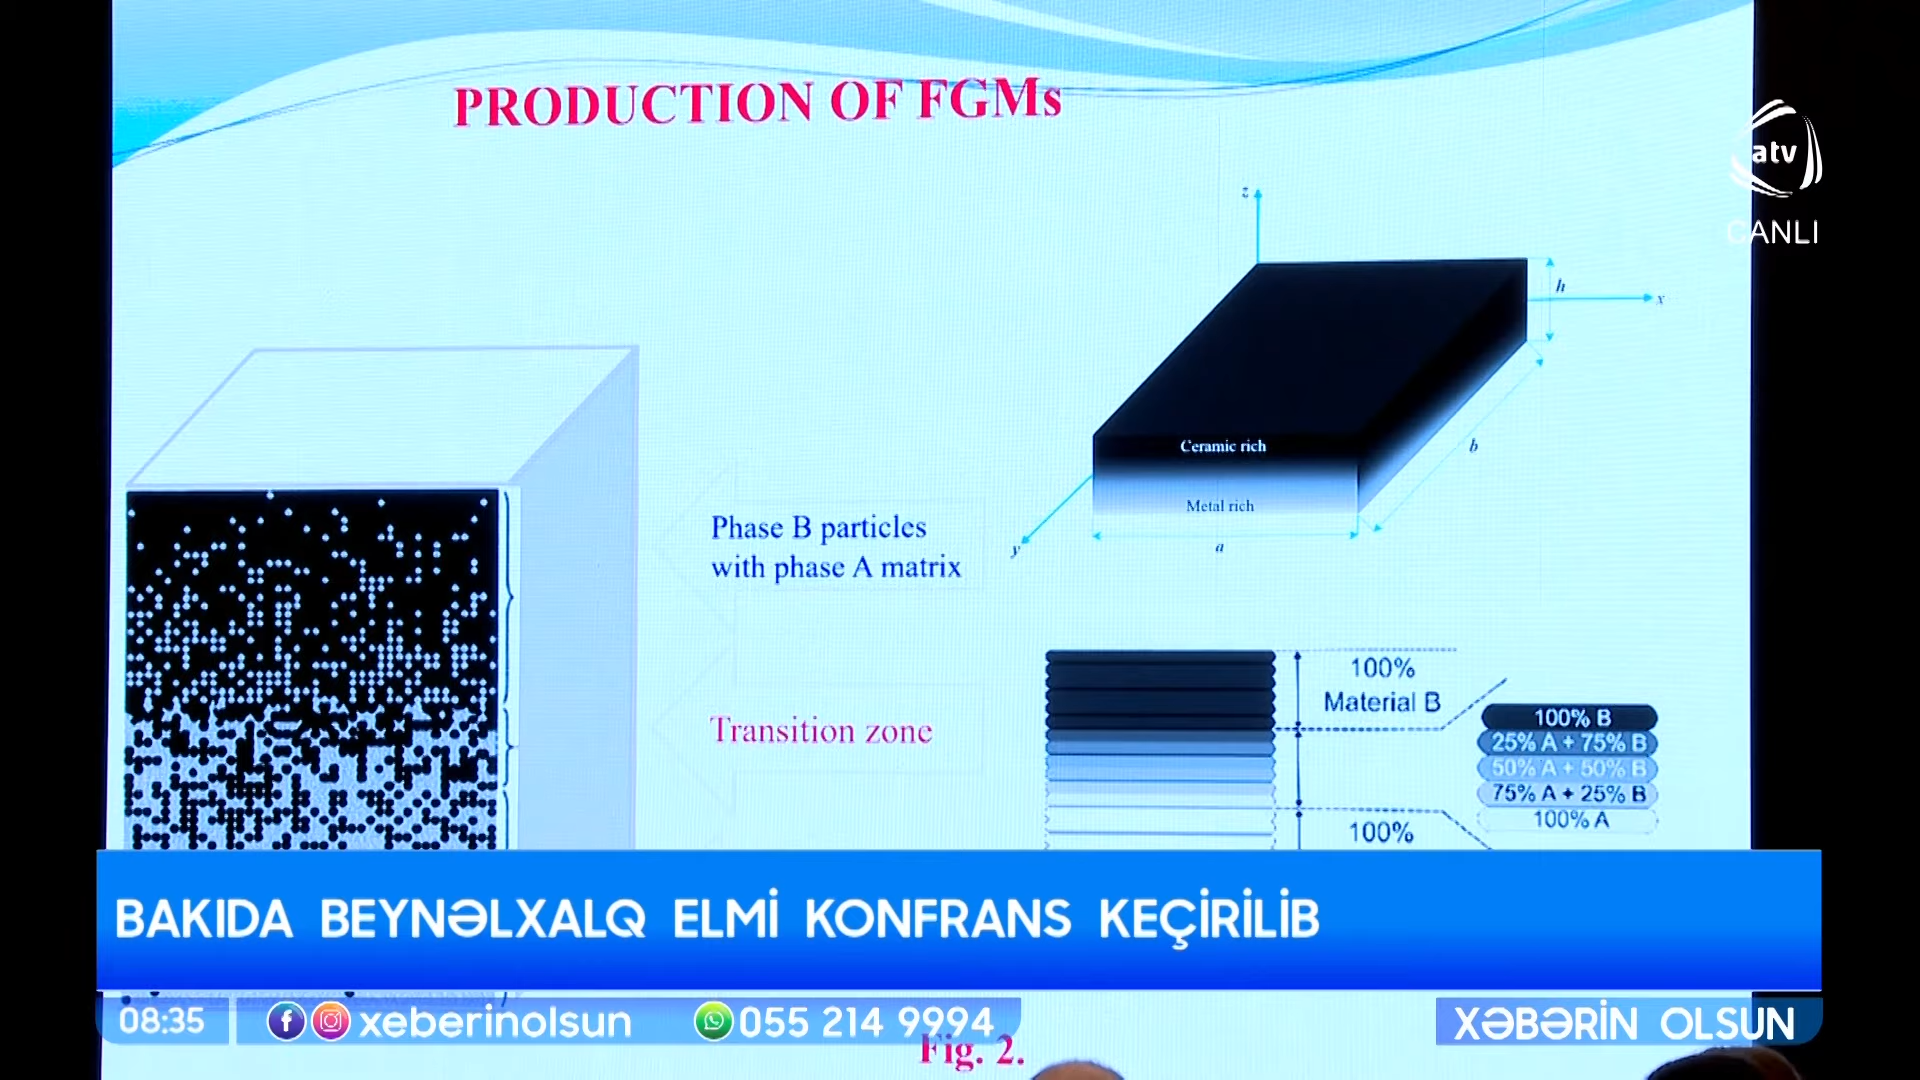 PRODUCTION OF FGMs
atv
CANLI
z
h
x
Ceramic rich
b
Metal rich
a
y
Phase B particles
with phase A matrix
Transition zone
100%
Material B
100% B
25% A + 75% B
50% A + 50% B
75% A + 25% B
100% A
100%
BAKIDA BEYNƏLXALQ ELMİ KONFRANS KEÇİRİLİB
08:35
xeberinolsun
055 214 9994
XƏBƏRİN OLSUN
Fig. 2.